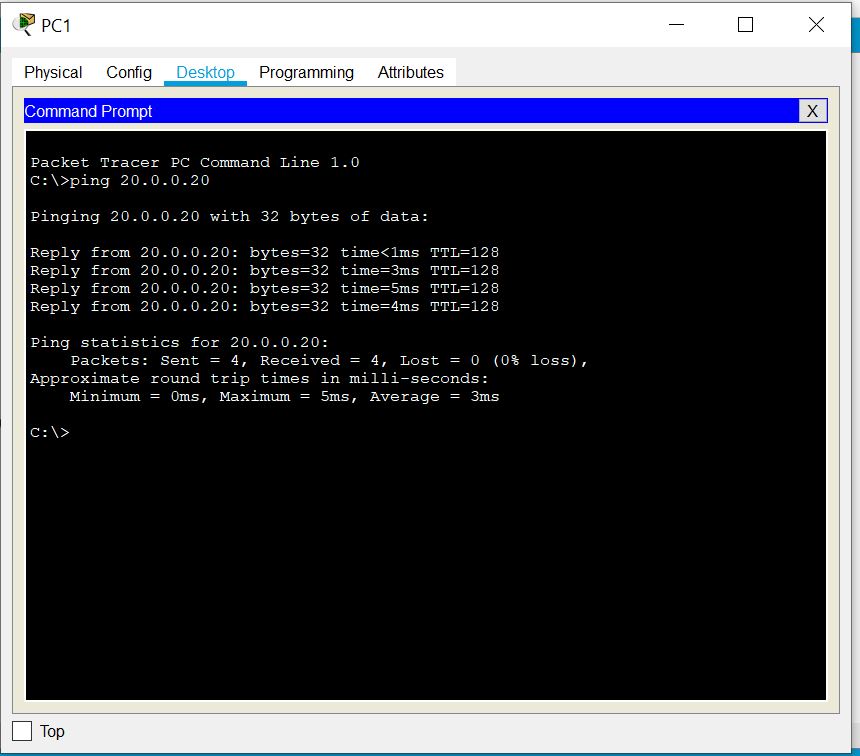 PC1
Physical Config Desktop Programming Attributes
Command Prompt X
Packet Tracer PC Command Line 1.0
C:\>ping 20.0.0.20
Pinging 20.0.0.20 with 32 bytes of data:
Reply from 20.0.0.20: bytes=32 time<1ms TTL=128
Reply from 20.0.0.20: bytes=32 time=3ms TTL=128
Reply from 20.0.0.20: bytes=32 time=5ms TTL=128
Reply from 20.0.0.20: bytes=32 time=4ms TTL=128
Ping statistics for 20.0.0.20:
Packets: Sent = 4, Received = 4, Lost = 0 (0% loss),
Approximate round trip times in milli-seconds:
Minimum = 0ms, Maximum = 5ms, Average = 3ms
C:\>
Top